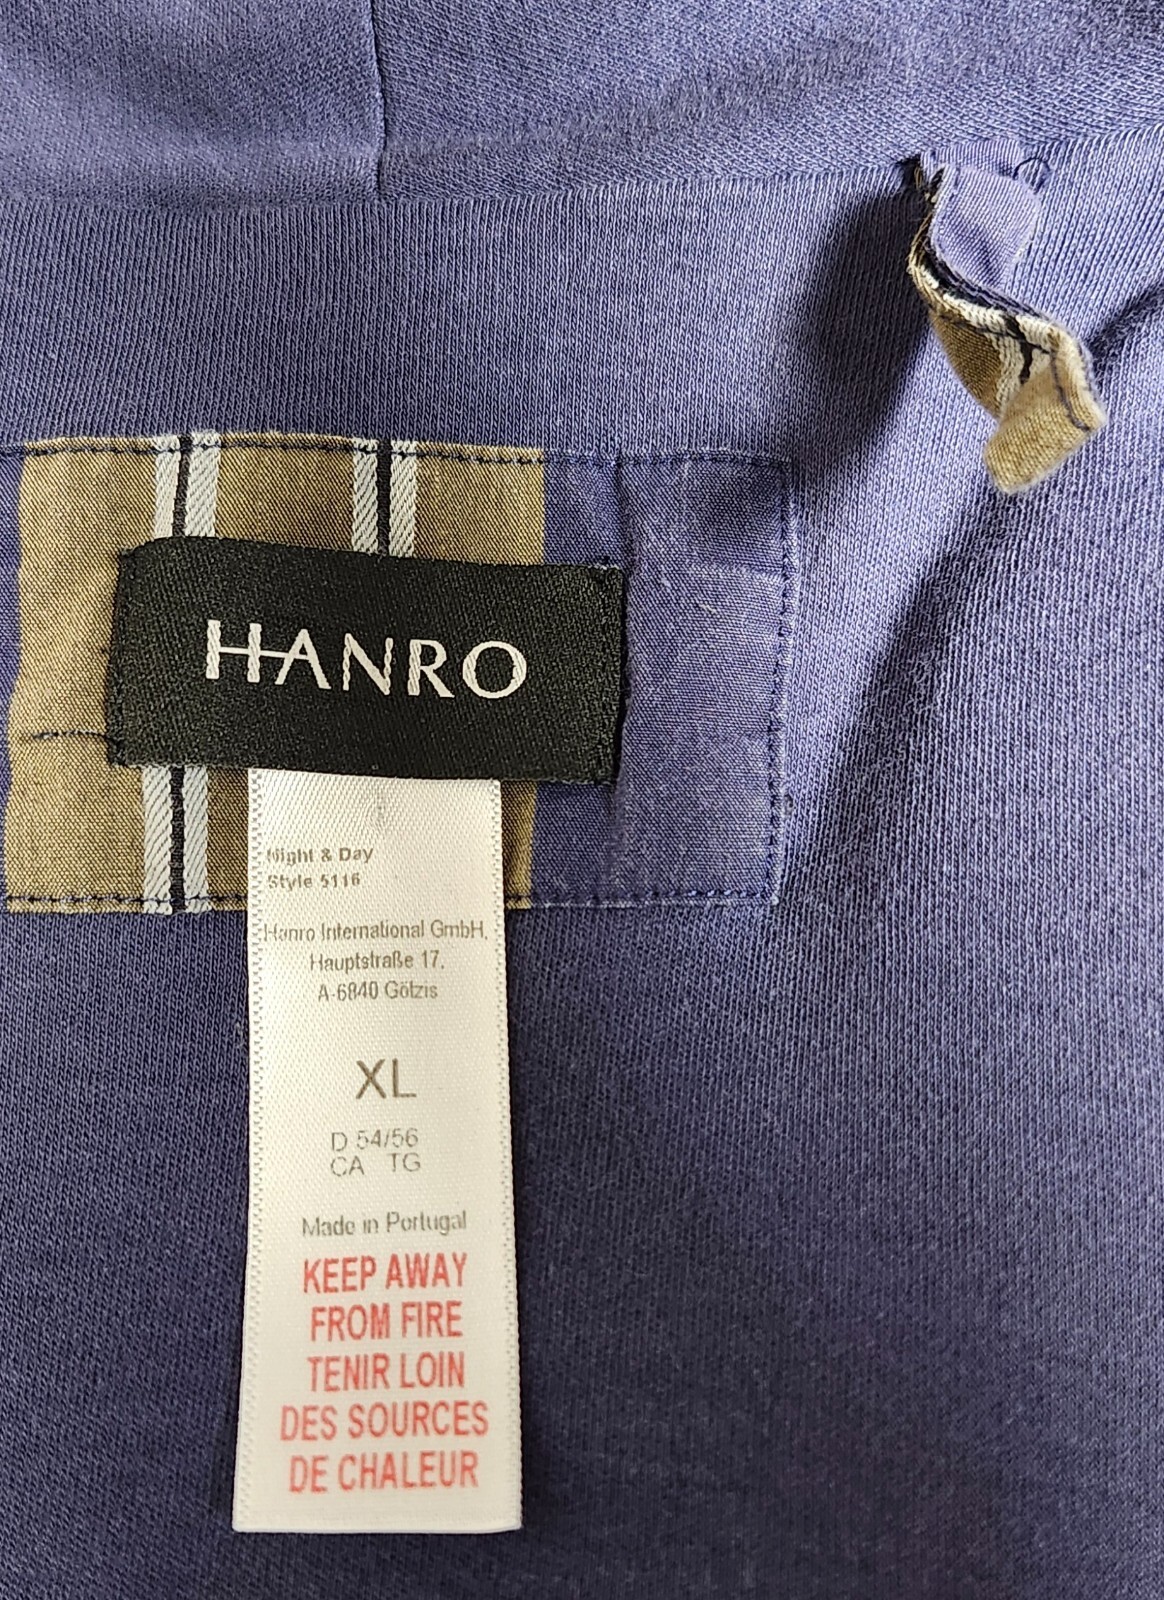 HANRO
Night & Day
Style 5116
Hanro International GmbH,
Hauptstraße 17,
A-6840 Götzis
XL
D 54/56
CA TG
Made in Portugal
KEEP AWAY
FROM FIRE
TENIR LOIN
DES SOURCES
DE CHALEUR